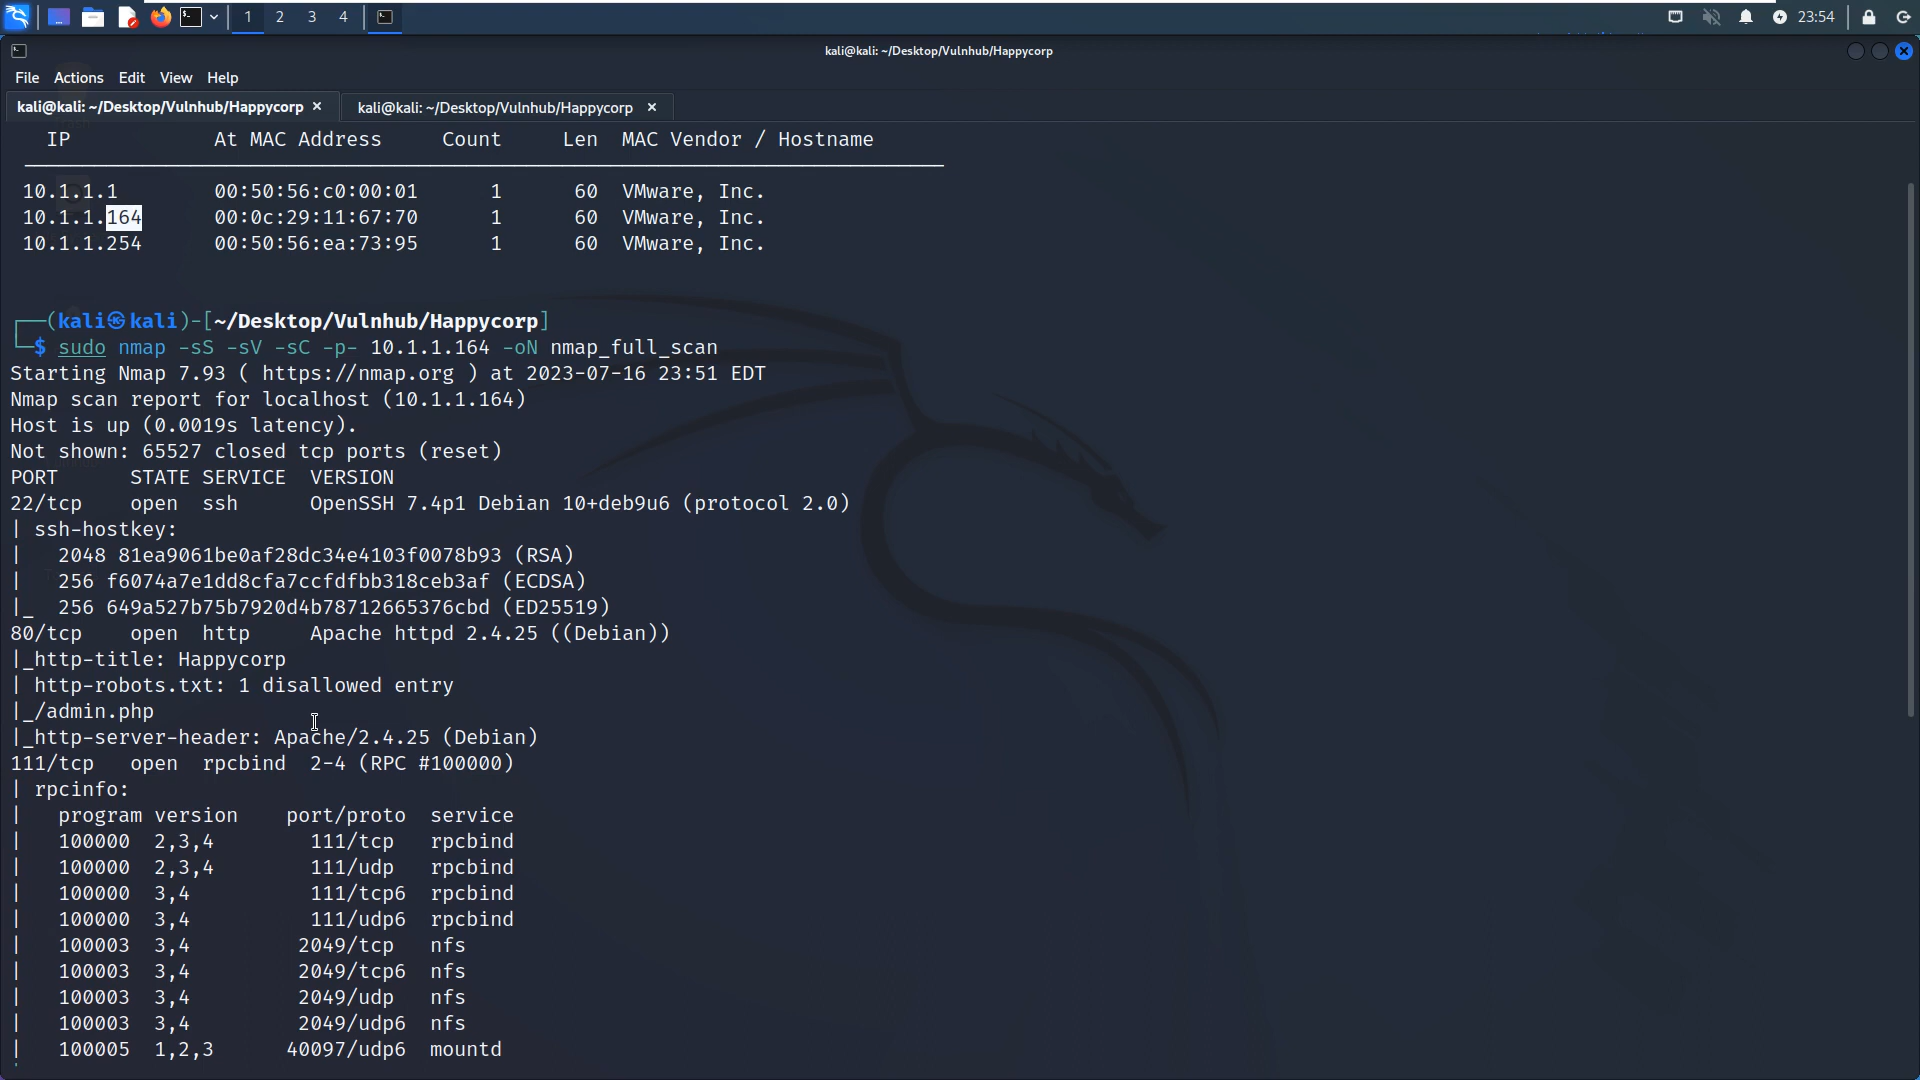 1 2 3 4 23:54
kali@kali: ~/Desktop/Vulnhub/Happycorp
File Actions Edit View Help
kali@kali: ~/Desktop/Vulnhub/Happycorp × kali@kali: ~/Desktop/Vulnhub/Happycorp ×
IP At MAC Address Count Len MAC Vendor / Hostname
10.1.1.1 00:50:56:c0:00:01 1 60 VMware, Inc.
10.1.1.164 00:0c:29:11:67:70 1 60 VMware, Inc.
10.1.1.254 00:50:56:ea:73:95 1 60 VMware, Inc.
┌──(kali㉿kali)-[~/Desktop/Vulnhub/Happycorp]
└─$ sudo nmap -sS -sV -sC -p- 10.1.1.164 -oN nmap_full_scan
Starting Nmap 7.93 ( https://nmap.org ) at 2023-07-16 23:51 EDT
Nmap scan report for localhost (10.1.1.164)
Host is up (0.0019s latency).
Not shown: 65527 closed tcp ports (reset)
PORT STATE SERVICE VERSION
22/tcp open ssh OpenSSH 7.4p1 Debian 10+deb9u6 (protocol 2.0)
| ssh-hostkey:
| 2048 81ea9061be0af28dc34e4103f0078b93 (RSA)
| 256 f6074a7e1dd8cfa7ccfdfbb318ceb3af (ECDSA)
|_ 256 649a527b75b7920d4b78712665376cbd (ED25519)
80/tcp open http Apache httpd 2.4.25 ((Debian))
|_http-title: Happycorp
| http-robots.txt: 1 disallowed entry
|_/admin.php
|_http-server-header: Apache/2.4.25 (Debian)
111/tcp open rpcbind 2-4 (RPC #100000)
| rpcinfo:
| program version port/proto service
| 100000 2,3,4 111/tcp rpcbind
| 100000 2,3,4 111/udp rpcbind
| 100000 3,4 111/tcp6 rpcbind
| 100000 3,4 111/udp6 rpcbind
| 100003 3,4 2049/tcp nfs
| 100003 3,4 2049/tcp6 nfs
| 100003 3,4 2049/udp nfs
| 100003 3,4 2049/udp6 nfs
| 100005 1,2,3 40097/udp6 mountd